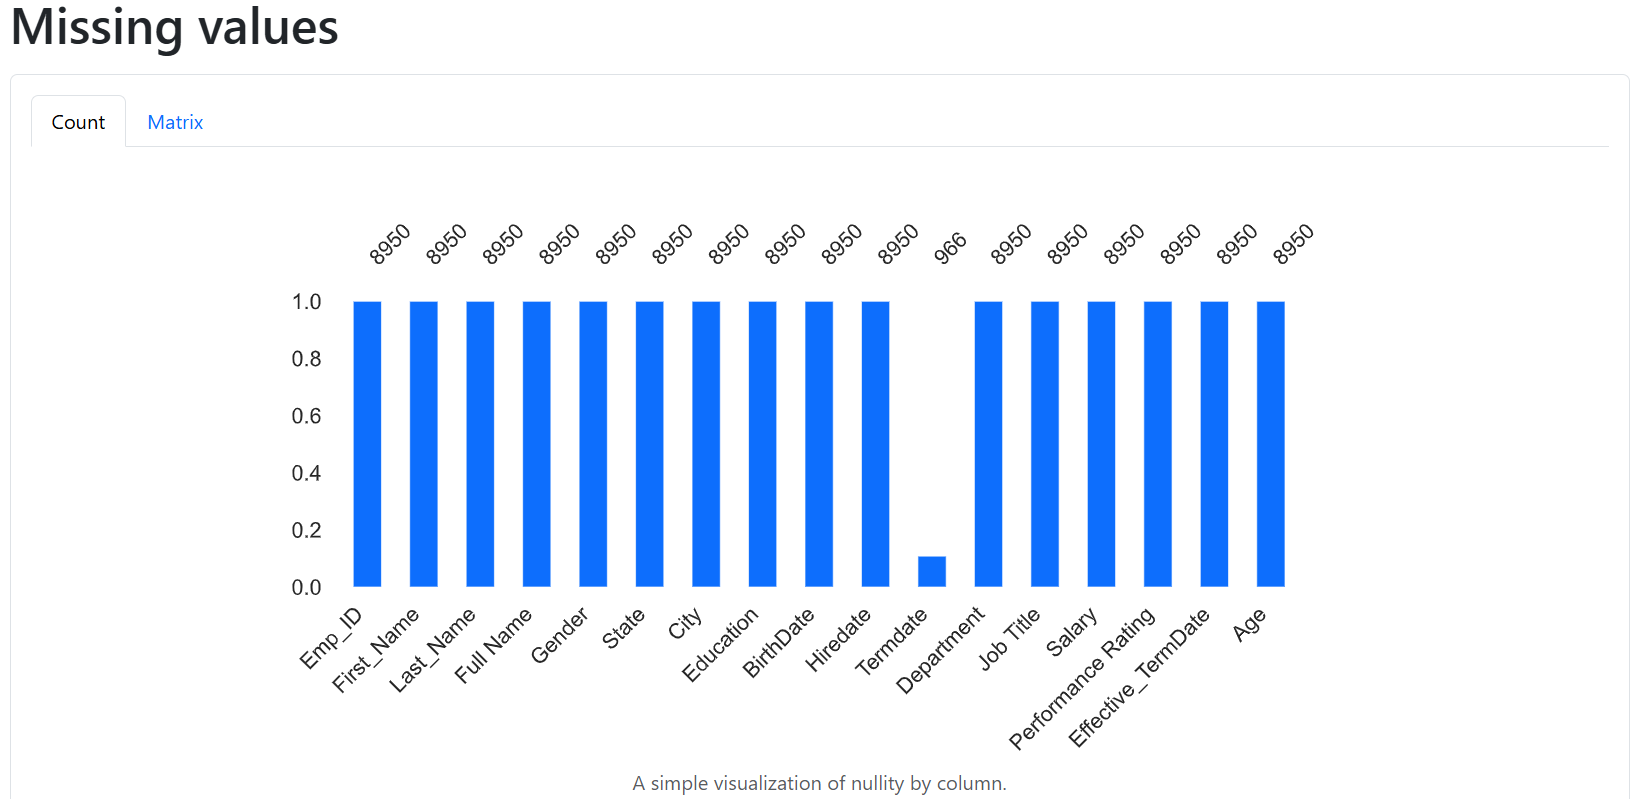 Missing values
Count Matrix
8950 8950 8950 8950 8950 8950 8950 8950 8950 8950 966 8950 8950 8950 8950 8950 8950
1.0
0.8
0.6
0.4
0.2
0.0
Emp_ID First_Name Last_Name Full Name Gender State City Education BirthDate Hiredate Termdate Department Job Title Salary Performance Rating Effective_TermDate Age
A simple visualization of nullity by column.